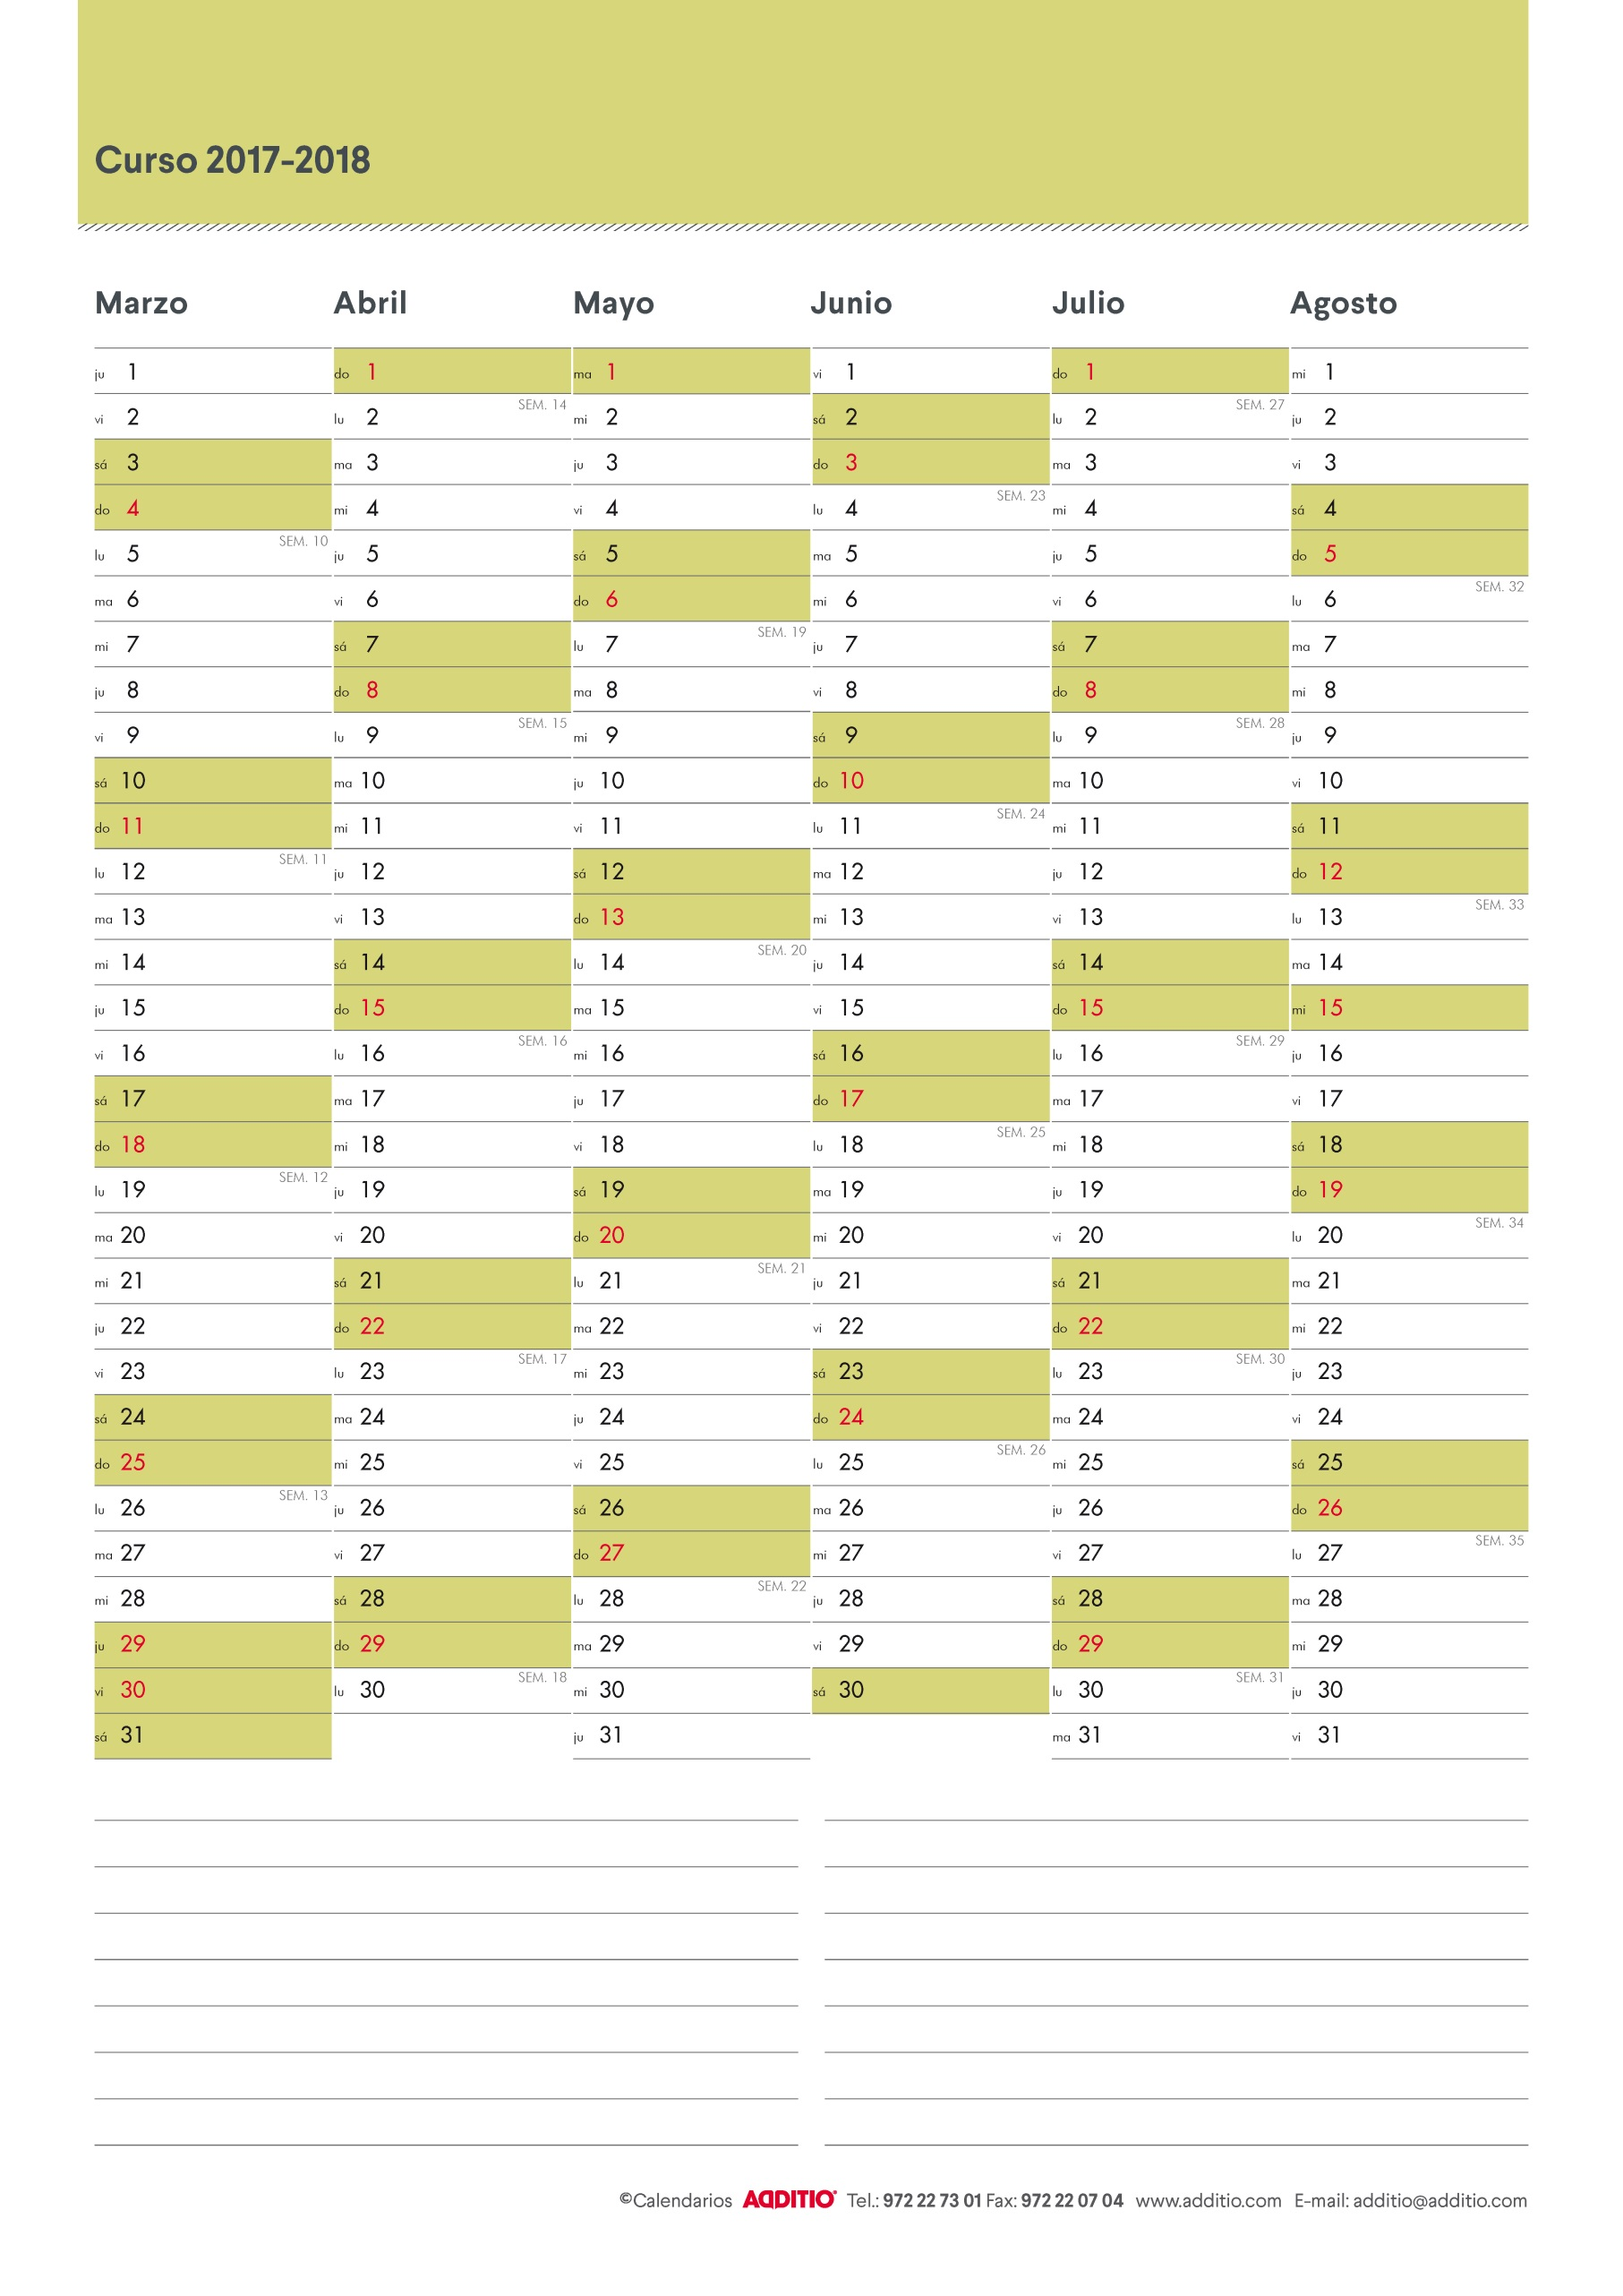 Curso 2017-2018
Marzo Abril Mayo Junio Julio Agosto
ju 1 do 1 ma 1 vi 1 do 1 mi 1
vi 2 lu 2 SEM. 14 mi 2 sá 2 lu 2 SEM. 27 ju 2
sá 3 ma 3 ju 3 do 3 ma 3 vi 3
do 4 mi 4 vi 4 lu 4 SEM. 23 mi 4 sá 4
lu 5 SEM. 10 ju 5 sá 5 ma 5 ju 5 do 5
ma 6 vi 6 do 6 mi 6 vi 6 lu 6 SEM. 32
mi 7 sá 7 lu 7 SEM. 19 ju 7 sá 7 ma 7
ju 8 do 8 ma 8 vi 8 do 8 mi 8
vi 9 lu 9 SEM. 15 mi 9 sá 9 lu 9 SEM. 28 ju 9
sá 10 ma 10 ju 10 do 10 ma 10 vi 10
do 11 mi 11 vi 11 lu 11 SEM. 24 mi 11 sá 11
lu 12 SEM. 11 ju 12 sá 12 ma 12 ju 12 do 12
ma 13 vi 13 do 13 mi 13 vi 13 lu 13 SEM. 33
mi 14 sá 14 lu 14 SEM. 20 ju 14 sá 14 ma 14
ju 15 do 15 ma 15 vi 15 do 15 mi 15
vi 16 lu 16 SEM. 16 mi 16 sá 16 lu 16 SEM. 29 ju 16
sá 17 ma 17 ju 17 do 17 ma 17 vi 17
do 18 mi 18 vi 18 lu 18 SEM. 25 mi 18 sá 18
lu 19 SEM. 12 ju 19 sá 19 ma 19 ju 19 do 19
ma 20 vi 20 do 20 mi 20 vi 20 lu 20 SEM. 34
mi 21 sá 21 lu 21 SEM. 21 ju 21 sá 21 ma 21
ju 22 do 22 ma 22 vi 22 do 22 mi 22
vi 23 lu 23 SEM. 17 mi 23 sá 23 lu 23 SEM. 30 ju 23
sá 24 ma 24 ju 24 do 24 ma 24 vi 24
do 25 mi 25 vi 25 lu 25 SEM. 26 mi 25 sá 25
lu 26 SEM. 13 ju 26 sá 26 ma 26 ju 26 do 26
ma 27 vi 27 do 27 mi 27 vi 27 lu 27 SEM. 35
mi 28 sá 28 lu 28 SEM. 22 ju 28 sá 28 ma 28
ju 29 do 29 ma 29 vi 29 do 29 mi 29
vi 30 lu 30 SEM. 18 mi 30 sá 30 lu 30 SEM. 31 ju 30
sá 31 ju 31 ma 31 vi 31
©Calendarios ADDITIO® Tel.: 972 22 73 01 Fax: 972 22 07 04 www.additio.com E-mail: additio@additio.com